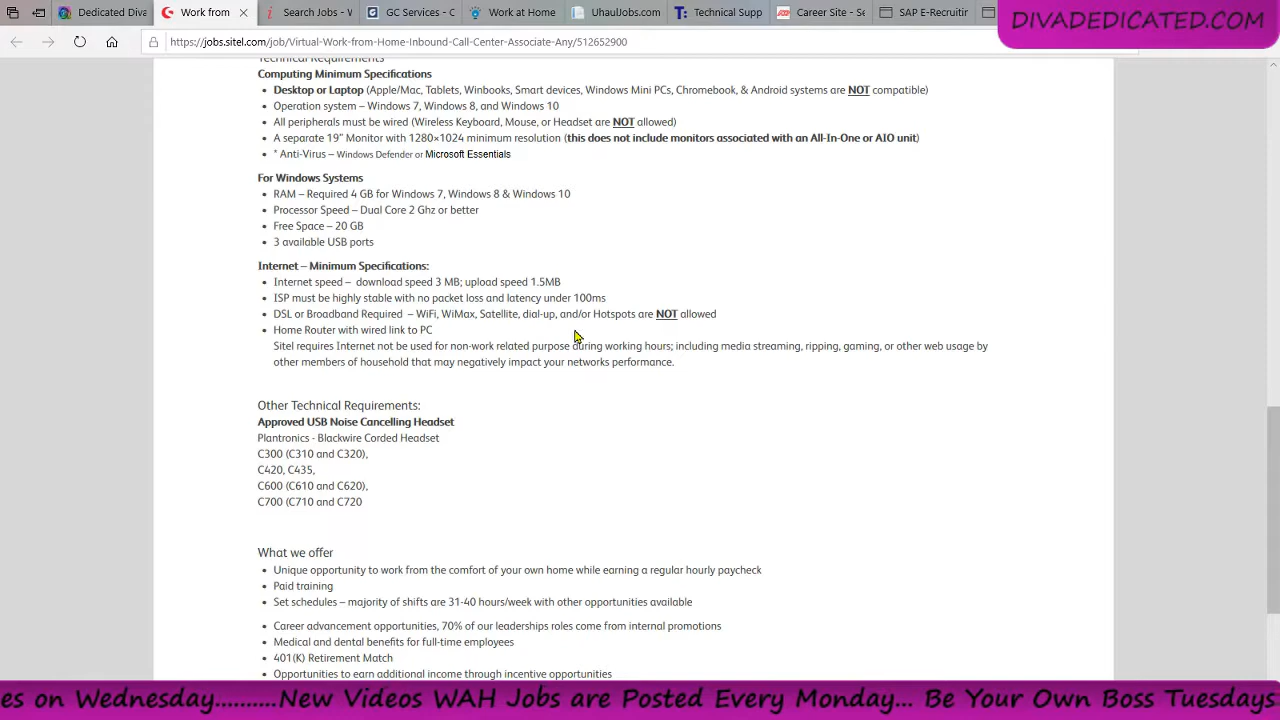 Dedicated Div
Work from
Search Jobs - V
GC Services - C
Work at Home
UhaulJobs.com
Technical Supp
Career Site - S
SAP E-Recruitin
DIVADEDICATED.COM
https://jobs.sitel.com/job/Virtual-Work-from-Home-Inbound-Call-Center-Associate-Any/512652900
Technical Requirements
Computing Minimum Specifications
Desktop or Laptop (Apple/Mac, Tablets, Winbooks, Smart devices, Windows Mini PCs, Chromebook, & Android systems are NOT compatible)
Operation system – Windows 7, Windows 8, and Windows 10
All peripherals must be wired (Wireless Keyboard, Mouse, or Headset are NOT allowed)
A separate 19” Monitor with 1280×1024 minimum resolution (this does not include monitors associated with an All-In-One or AIO unit)
* Anti-Virus – Windows Defender or Microsoft Essentials
For Windows Systems
RAM – Required 4 GB for Windows 7, Windows 8 & Windows 10
Processor Speed – Dual Core 2 Ghz or better
Free Space – 20 GB
3 available USB ports
Internet – Minimum Specifications:
Internet speed – download speed 3 MB; upload speed 1.5MB
ISP must be highly stable with no packet loss and latency under 100ms
DSL or Broadband Required – WiFi, WiMax, Satellite, dial-up, and/or Hotspots are NOT allowed
Home Router with wired link to PC
Sitel requires Internet not be used for non-work related purpose during working hours; including media streaming, ripping, gaming, or other web usage by
other members of household that may negatively impact your networks performance.
Other Technical Requirements:
Approved USB Noise Cancelling Headset
Plantronics - Blackwire Corded Headset
C300 (C310 and C320),
C420, C435,
C600 (C610 and C620),
C700 (C710 and C720
What we offer
Unique opportunity to work from the comfort of your own home while earning a regular hourly paycheck
Paid training
Set schedules – majority of shifts are 31-40 hours/week with other opportunities available
Career advancement opportunities, 70% of our leaderships roles come from internal promotions
Medical and dental benefits for full-time employees
401(K) Retirement Match
Opportunities to earn additional income through incentive opportunities
es on Wednesday..........New Videos WAH Jobs are Posted Every Monday... Be Your Own Boss Tuesdays